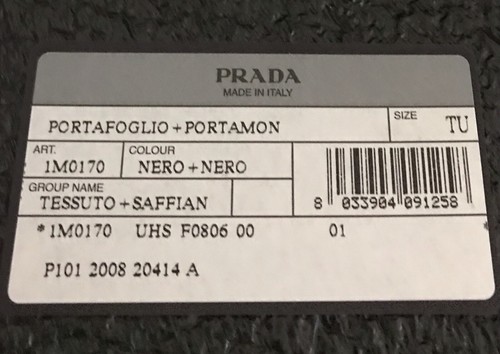 PRADA
MADE IN ITALY
PORTAFOGLIO+PORTAMON
SIZE TU
ART. 1M0170
COLOUR NERO+NERO
GROUP NAME
TESSUTO+SAFFIAN
8 033904 091258
*1M0170 UHS F0806 00 01
P101 2008 20414 A